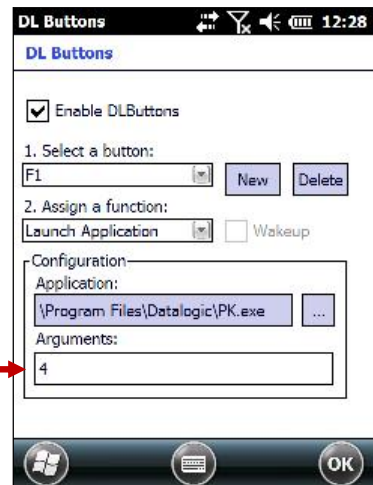 DL Buttons 12:28
DL Buttons
Enable DLButtons
1. Select a button:
F1 New Delete
2. Assign a function:
Launch Application Wakeup
Configuration
Application:
\Program Files\Datalogic\PK.exe ...
Arguments:
4
OK